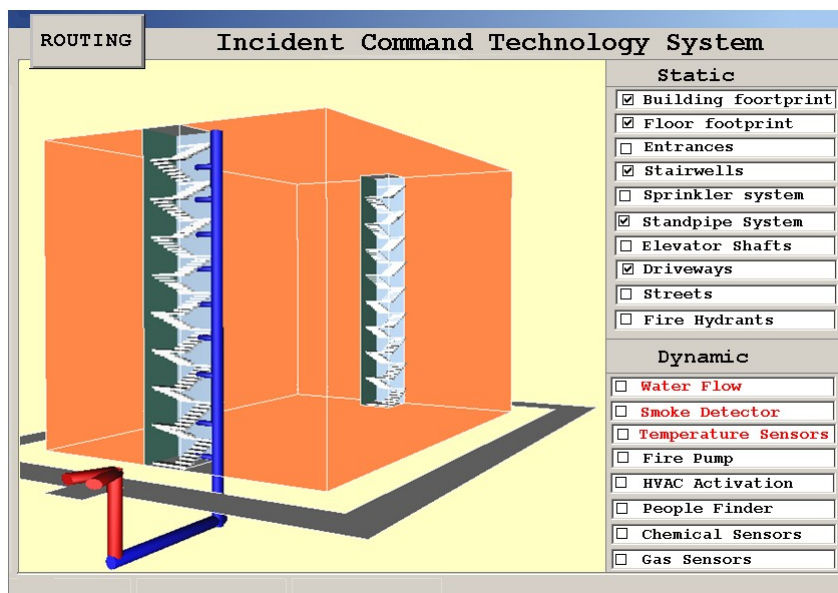 ROUTING
Incident Command Technology System
Static
Building foortprint
Floor footprint
Entrances
Stairwells
Sprinkler system
Standpipe System
Elevator Shafts
Driveways
Streets
Fire Hydrants
Dynamic
Water Flow
Smoke Detector
Temperature Sensors
Fire Pump
HVAC Activation
People Finder
Chemical Sensors
Gas Sensors